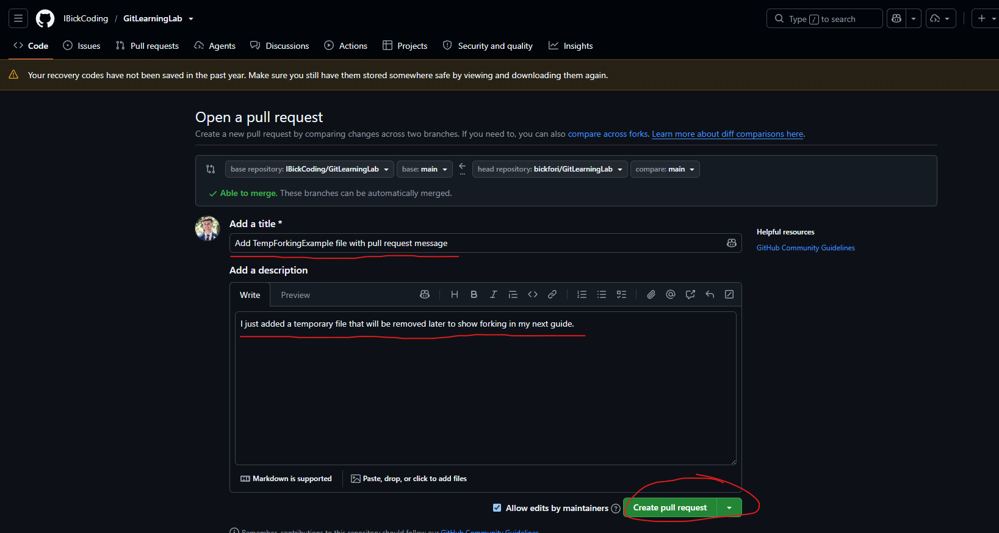 IBickCoding / GitLearningLab
Type / to search
Code Issues Pull requests Agents Discussions Actions Projects Security and quality Insights
Your recovery codes have not been saved in the past year. Make sure you still have them stored somewhere safe by viewing and downloading them again.
Open a pull request
Create a new pull request by comparing changes across two branches. If you need to, you can also compare across forks. Learn more about diff comparisons here.
base repository: IBickCoding/GitLearningLab base: main ... head repository: bickfori/GitLearningLab compare: main
Able to merge. These branches can be automatically merged.
Add a title *
Add TempForkingExample file with pull request message
Add a description
Write Preview
I just added a temporary file that will be removed later to show forking in my next guide.
Markdown is supported Paste, drop, or click to add files
Allow edits by maintainers ? Create pull request
Helpful resources
GitHub Community Guidelines
Remember, contributions to this repository should follow our GitHub Community Guidelines.